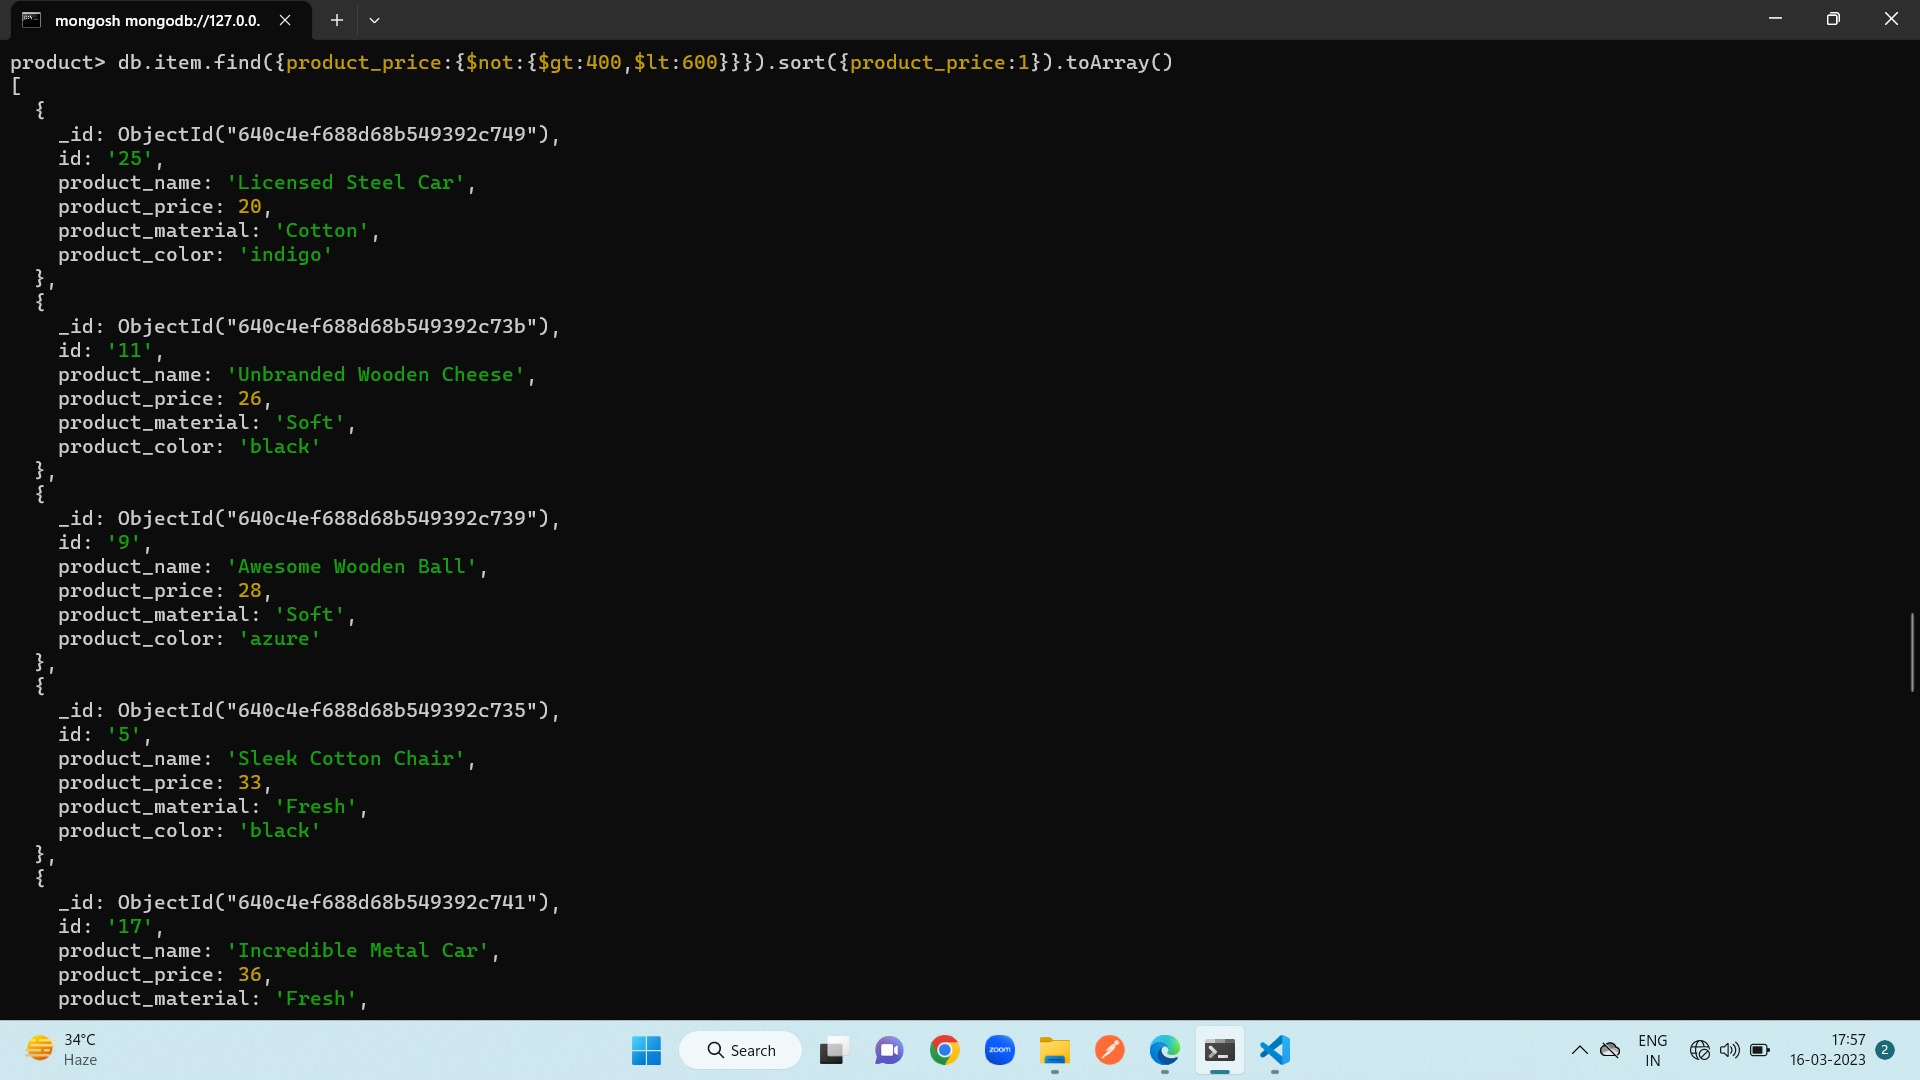 mongosh mongodb://127.0.0.
product> db.item.find({product_price:{$not:{$gt:400,$lt:600}}}).sort({product_price:1}).toArray()
[
  {
    _id: ObjectId("640c4ef688d68b549392c749"),
    id: '25',
    product_name: 'Licensed Steel Car',
    product_price: 20,
    product_material: 'Cotton',
    product_color: 'indigo'
  },
  {
    _id: ObjectId("640c4ef688d68b549392c73b"),
    id: '11',
    product_name: 'Unbranded Wooden Cheese',
    product_price: 26,
    product_material: 'Soft',
    product_color: 'black'
  },
  {
    _id: ObjectId("640c4ef688d68b549392c739"),
    id: '9',
    product_name: 'Awesome Wooden Ball',
    product_price: 28,
    product_material: 'Soft',
    product_color: 'azure'
  },
  {
    _id: ObjectId("640c4ef688d68b549392c735"),
    id: '5',
    product_name: 'Sleek Cotton Chair',
    product_price: 33,
    product_material: 'Fresh',
    product_color: 'black'
  },
  {
    _id: ObjectId("640c4ef688d68b549392c741"),
    id: '17',
    product_name: 'Incredible Metal Car',
    product_price: 36,
    product_material: 'Fresh',
34°C
Haze
Search
zoom
ENG
IN
17:57
16-03-2023
2